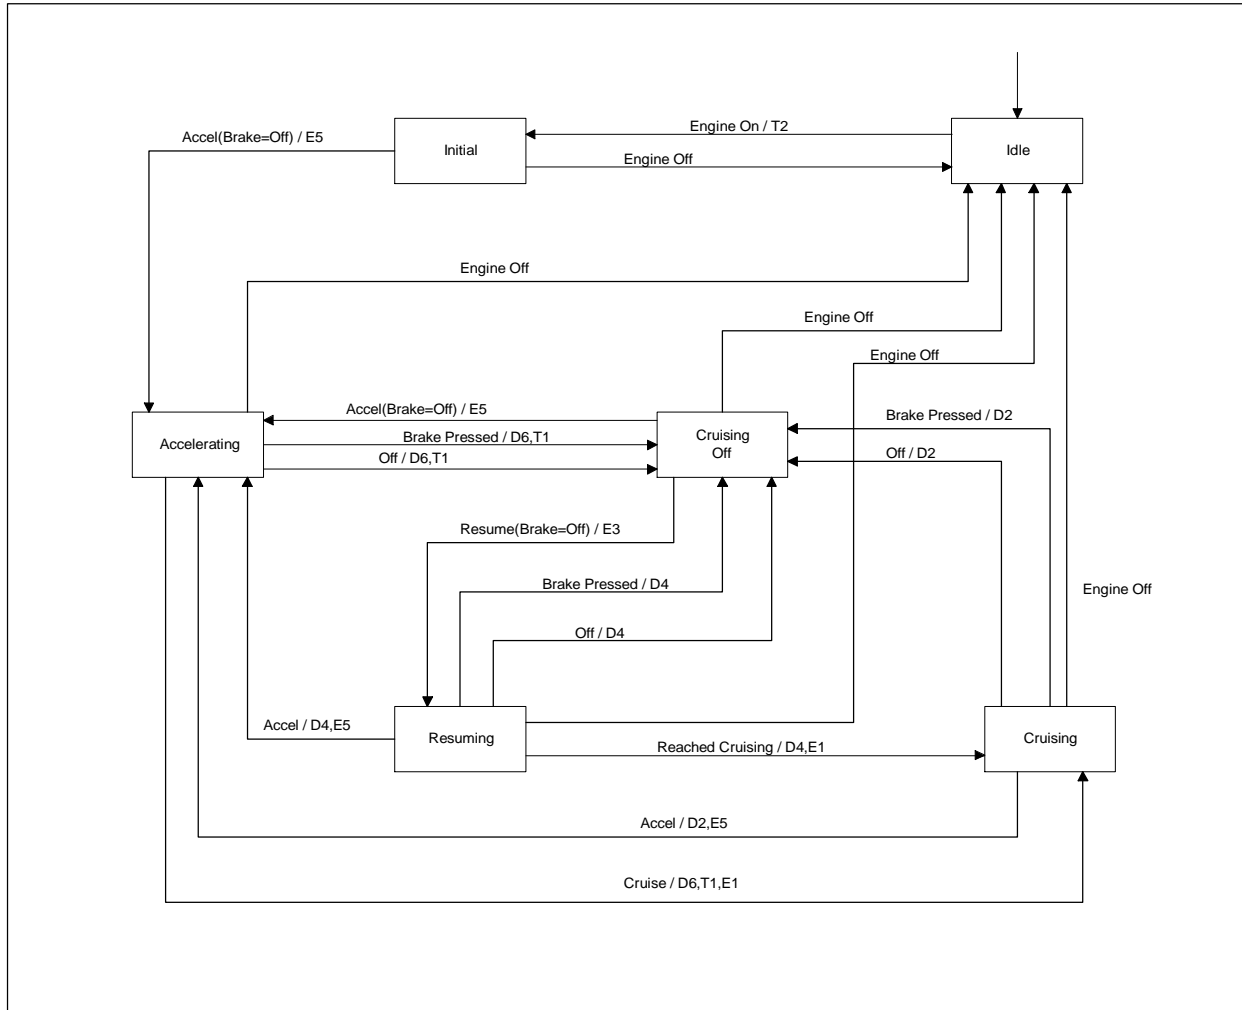 Engine On / T2
Accel(Brake=Off) / E5
Initial
Idle
Engine Off
Engine Off
Engine Off
Engine Off
Accel(Brake=Off) / E5
Brake Pressed / D2
Accelerating
Brake Pressed / D6,T1
Cruising
Off
Off / D6,T1
Off / D2
Resume(Brake=Off) / E3
Brake Pressed / D4
Engine Off
Off / D4
Accel / D4,E5
Resuming
Reached Cruising / D4,E1
Cruising
Accel / D2,E5
Cruise / D6,T1,E1